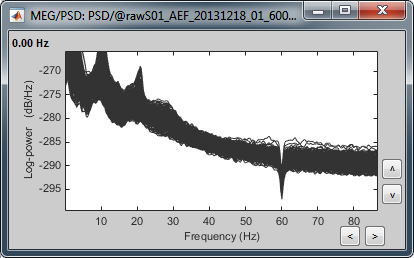 MEG/PSD: PSD/@rawS01_AEF_20131218_01_600...
0.00 Hz
Log-power (dB/Hz)
-270
-275
-280
-285
-290
-295
10 20 30 40 50 60 70 80
Frequency (Hz)